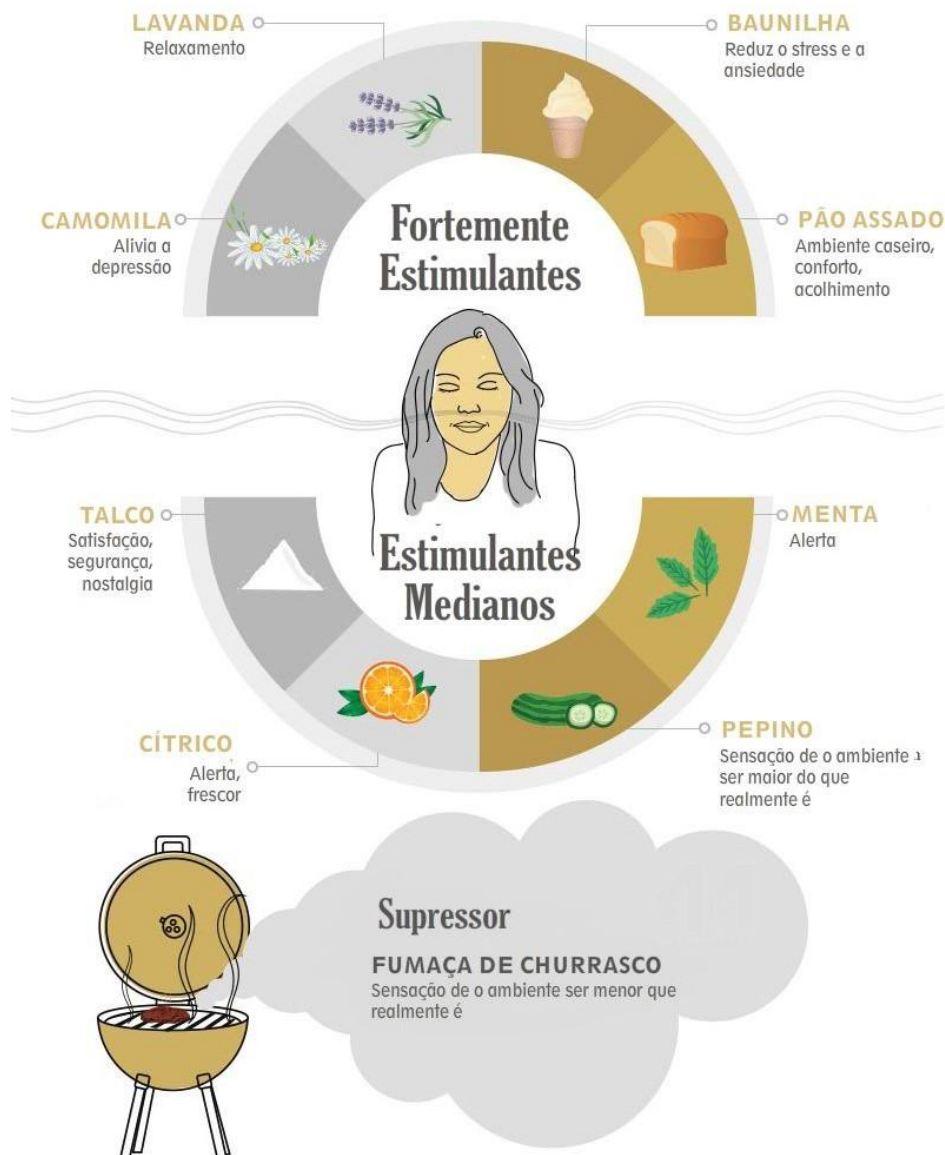 LAVANDA
Relaxamento
BAUNILHA
Reduz o stress e a
ansiedade
CAMOMILA
Alivia a
depressão
PÃO ASSADO
Ambiente caseiro,
conforto,
acolhimento
Fortemente
Estimulantes
TALCO
Satisfação,
segurança,
nostalgia
MENTA
Alerta
Estimulantes
Medianos
CÍTRICO
Alerta,
frescor
PEPINO
Sensação de o ambiente
ser maior do que
realmente é
Supressor
FUMAÇA DE CHURRASCO
Sensação de o ambiente ser menor que
realmente é